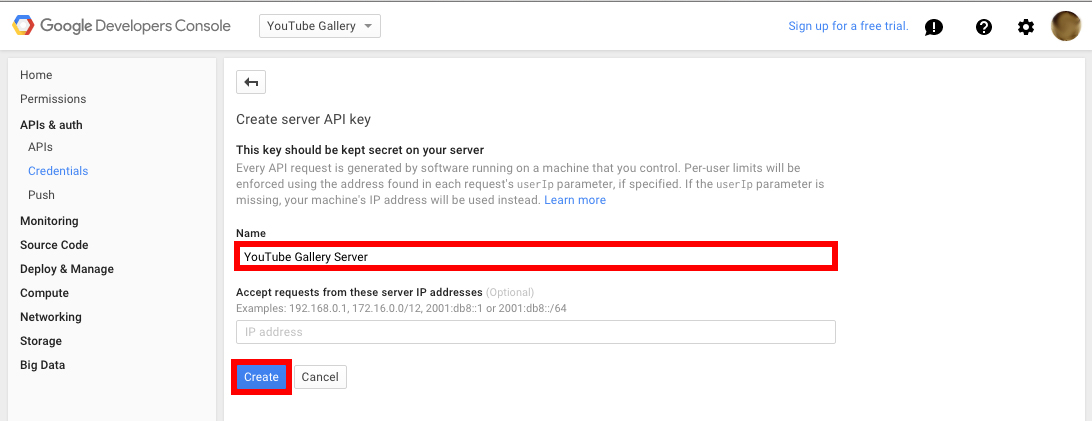 Google Developers Console
YouTube Gallery
Sign up for a free trial.
Home
Permissions
APIs & auth
APIs
Credentials
Push
Monitoring
Source Code
Deploy & Manage
Compute
Networking
Storage
Big Data
Create server API key
This key should be kept secret on your server
Every API request is generated by software running on a machine that you control. Per-user limits will be
enforced using the address found in each request's userIp parameter, if specified. If the userIp parameter is
missing, your machine's IP address will be used instead. Learn more
Name
YouTube Gallery Server
Accept requests from these server IP addresses (Optional)
Examples: 192.168.0.1, 172.16.0.0/12, 2001:db8::1 or 2001:db8::/64
IP address
Create Cancel